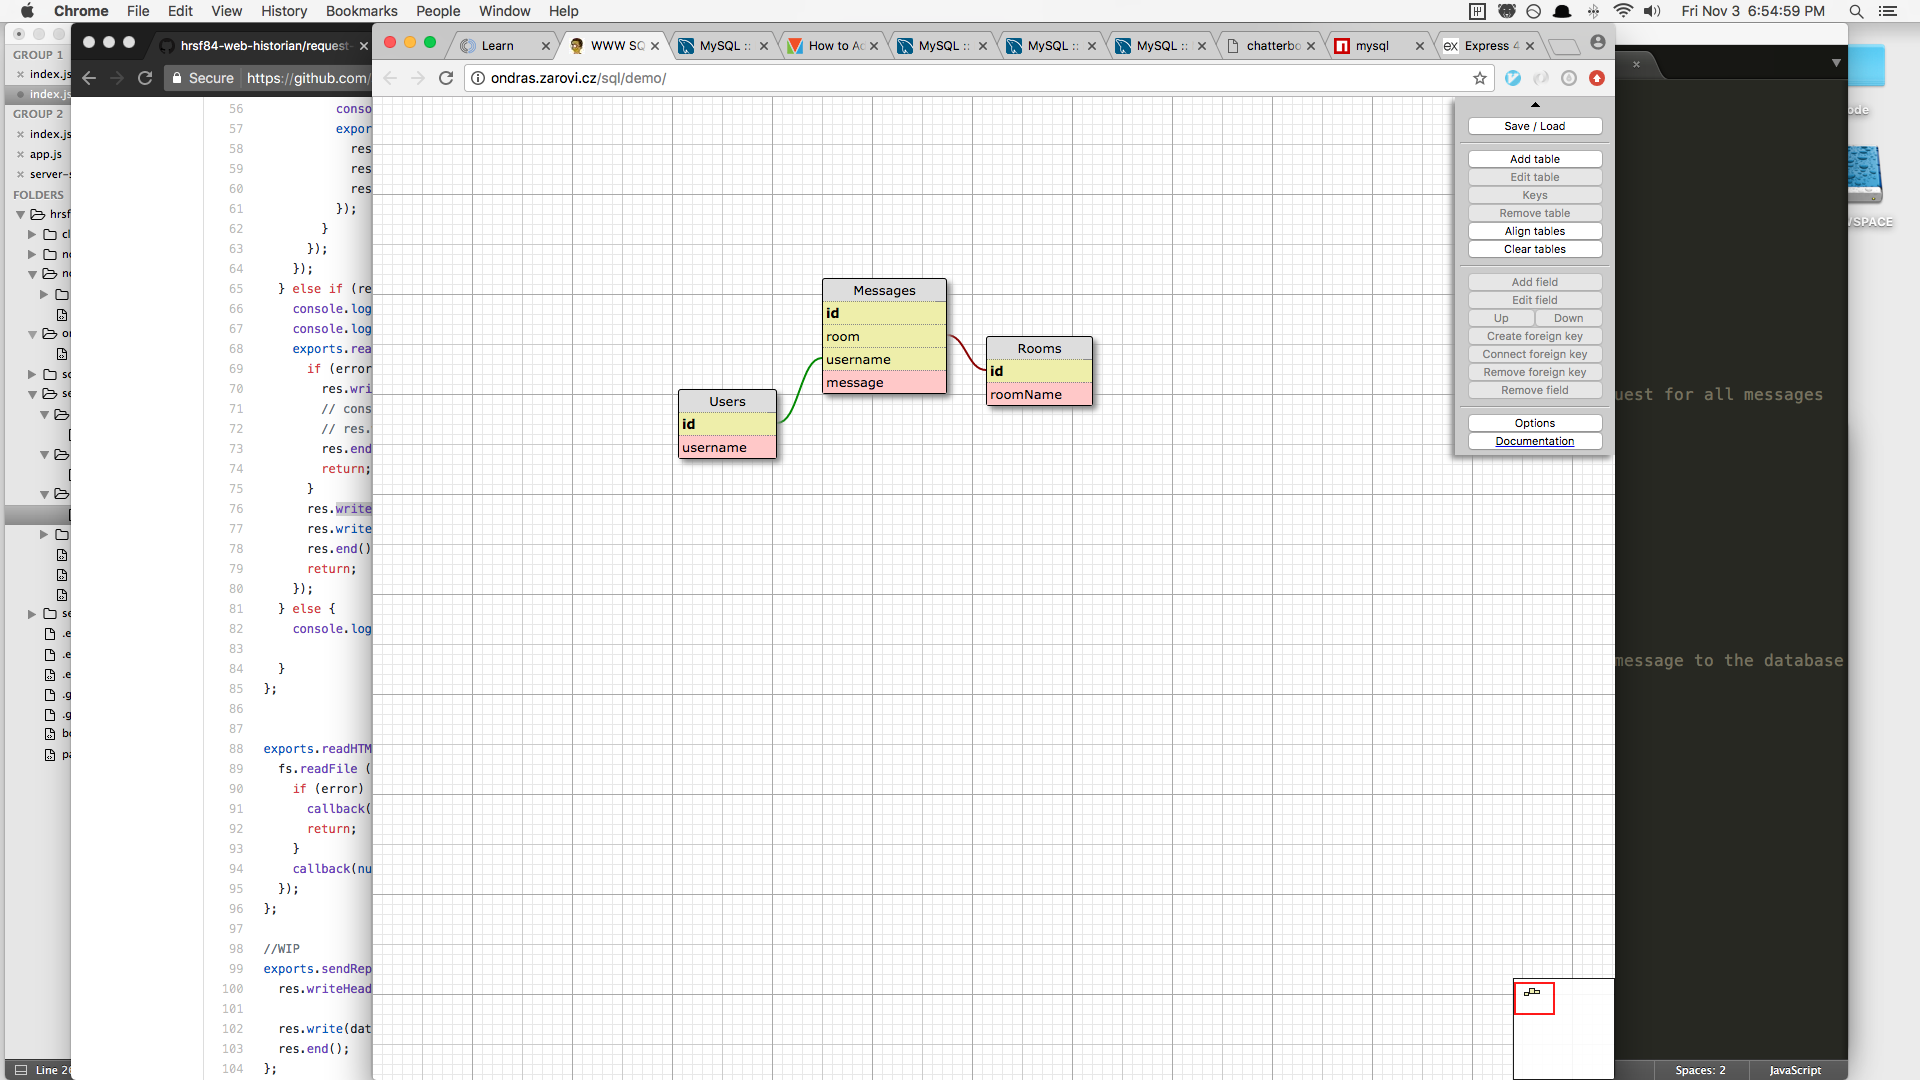 Chrome File Edit View History Bookmarks People Window Help Fri Nov 3 6:54:59 PM
GROUP 1
index.js
index.js
GROUP 2
index.js
app.js
server-s
FOLDERS
hrsf
Line 26
hrsf84-web-historian/request-
Secure https://github.com/
56 conso
57 expor
58 res
59 res
60 res
61 });
62 }
63 });
64 });
65 } else if (re
66 console.log
67 console.log
68 exports.rea
69 if (error
70 res.wri
71 // cons
72 // res.
73 res.end
74 return;
75 }
76 res.write
77 res.write
78 res.end()
79 return;
80 });
81 } else {
82 console.log
83
84 }
85 };
86
87
88 exports.readHTM
89 fs.readFile (
90 if (error)
91 callback(
92 return;
93 }
94 callback(nu
95 });
96 };
97
98 //WIP
99 exports.sendRep
100 res.writeHead
101
102 res.write(dat
103 res.end();
104 };
Learn WWW SQ MySQL :: How to Ad MySQL :: MySQL :: MySQL :: chatterbo mysql ex Express 4
ondras.zarovi.cz/sql/demo/
Messages
id
room
username
message
Rooms
id
roomName
Users
id
username
Save / Load
Add table
Edit table
Keys
Remove table
Align tables
Clear tables
Add field
Edit field
Up Down
Create foreign key
Connect foreign key
Remove foreign key
Remove field
Options
Documentation
ode
/SPACE
uest for all messages
message to the database
Spaces: 2 JavaScript